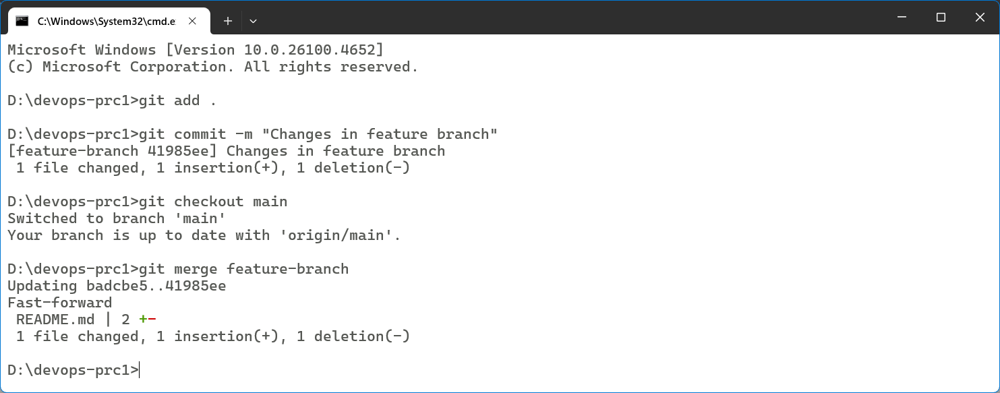 C:\Windows\System32\cmd.e
Microsoft Windows [Version 10.0.26100.4652]
(c) Microsoft Corporation. All rights reserved.
D:\devops-prc1>git add .
D:\devops-prc1>git commit -m "Changes in feature branch"
[feature-branch 41985ee] Changes in feature branch
 1 file changed, 1 insertion(+), 1 deletion(-)
D:\devops-prc1>git checkout main
Switched to branch 'main'
Your branch is up to date with 'origin/main'.
D:\devops-prc1>git merge feature-branch
Updating badcbe5..41985ee
Fast-forward
 README.md | 2 +-
 1 file changed, 1 insertion(+), 1 deletion(-)
D:\devops-prc1>